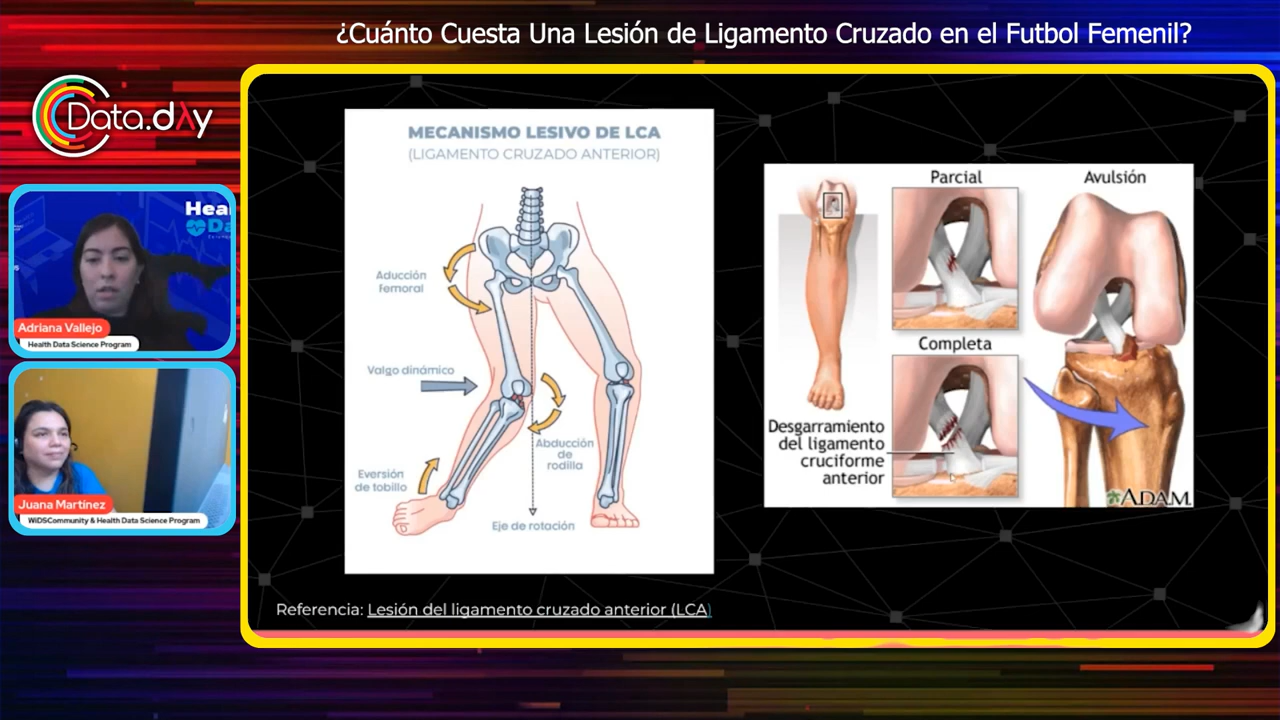 ¿Cuánto Cuesta Una Lesión de Ligamento Cruzado en el Futbol Femenil?
Data.dAy
Hear
Da
Adriana Vallejo
Health Data Science Program
Juana Martínez
WiDSCommunity & Health Data Science Program
MECANISMO LESIVO DE LCA
(LIGAMENTO CRUZADO ANTERIOR)
Aducción
femoral
Valgo dinámico
Abducción
de
rodilla
Eversión
de tobillo
Eje de rotación
Parcial
Avulsión
Completa
Desgarramiento
del ligamento
cruciforme
anterior
ADAM.
Referencia: Lesión del ligamento cruzado anterior (LCA)